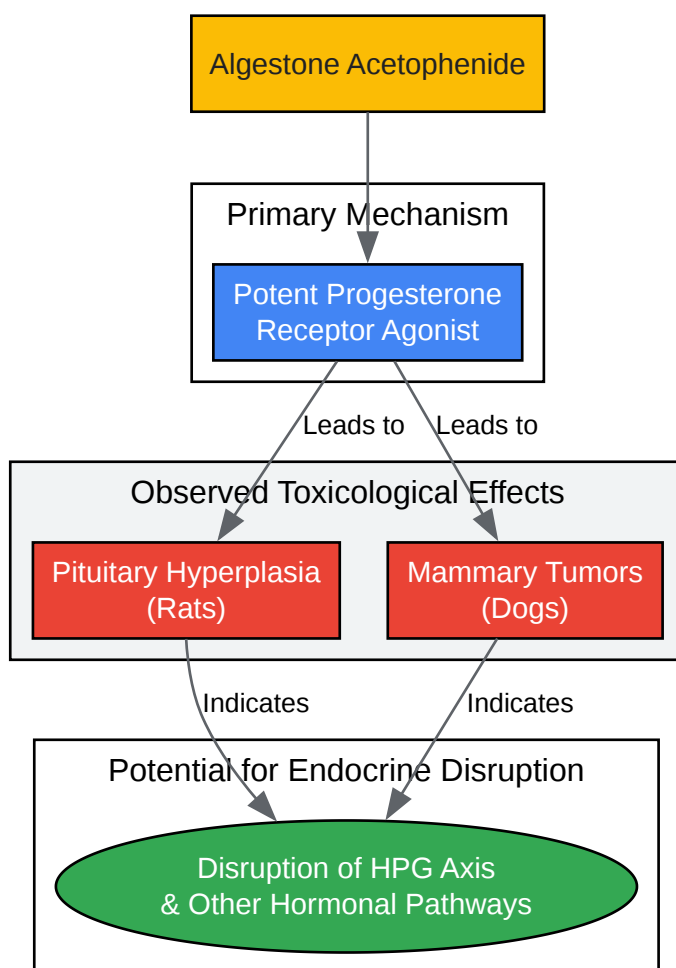 Algestone Acetophenide
Primary Mechanism
Potent Progesterone
Receptor Agonist
Leads to
Leads to
Observed Toxicological Effects
Pituitary Hyperplasia
(Rats)
Mammary Tumors
(Dogs)
Indicates
Indicates
Potential for Endocrine Disruption
Disruption of HPG Axis
& Other Hormonal Pathways